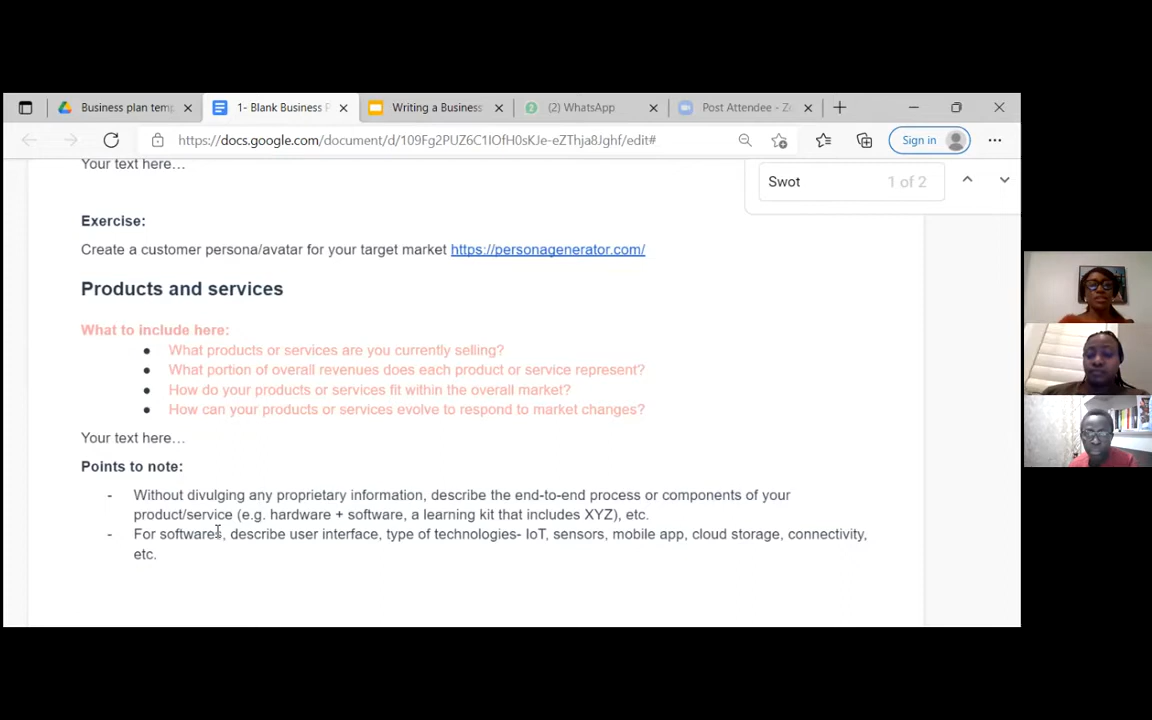 Business plan temp
1- Blank Business P
Writing a Business
(2) WhatsApp
Post Attendee - Zo
https://docs.google.com/document/d/109Fg2PUZ6C1lOfH0sKJe-eZThja8Jghf/edit#
Sign in
Your text here…
Swot 1 of 2
Exercise:
Create a customer persona/avatar for your target market https://personagenerator.com/
Products and services
What to include here:
● What products or services are you currently selling?
● What portion of overall revenues does each product or service represent?
● How do your products or services fit within the overall market?
● How can your products or services evolve to respond to market changes?
Your text here…
Points to note:
- Without divulging any proprietary information, describe the end-to-end process or components of your
product/service (e.g. hardware + software, a learning kit that includes XYZ), etc.
- For softwares, describe user interface, type of technologies- IoT, sensors, mobile app, cloud storage, connectivity,
etc.